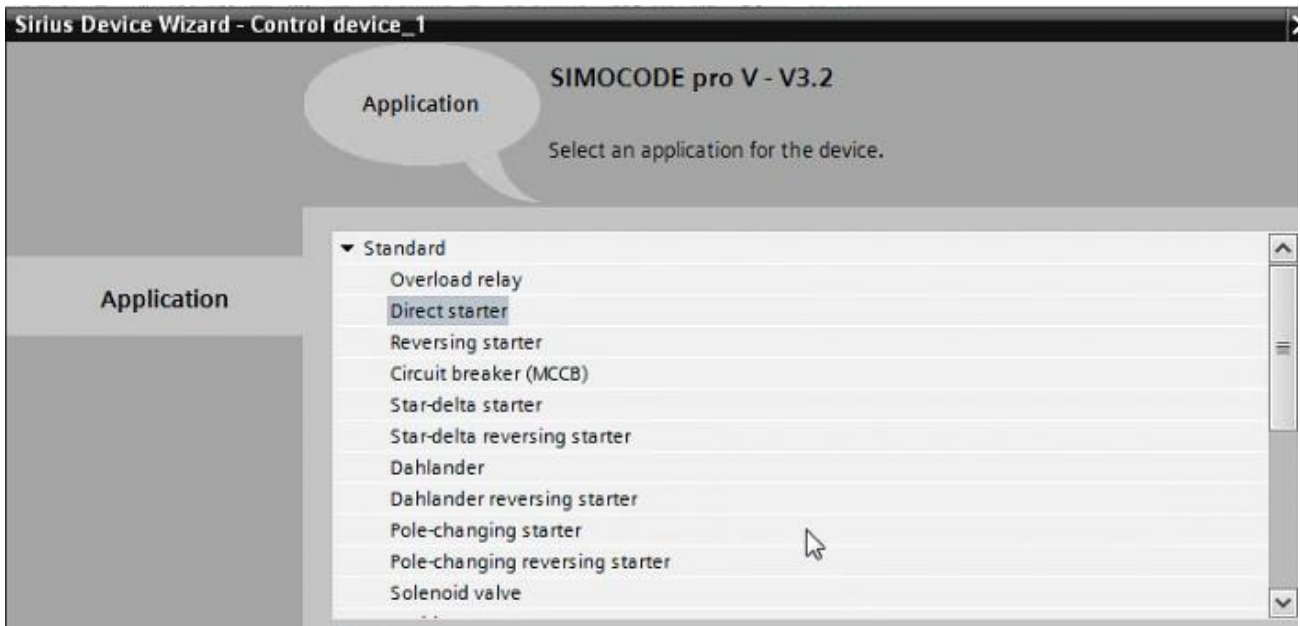 Sirius Device Wizard - Control device_1
Application
SIMOCODE pro V - V3.2
Select an application for the device.
Application
Standard
Overload relay
Direct starter
Reversing starter
Circuit breaker (MCCB)
Star-delta starter
Star-delta reversing starter
Dahlander
Dahlander reversing starter
Pole-changing starter
Pole-changing reversing starter
Solenoid valve